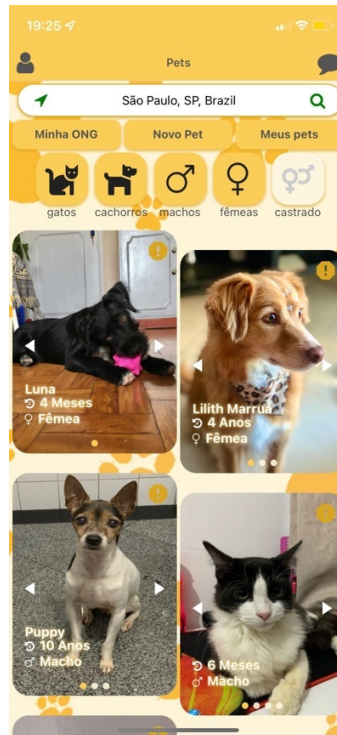 19:25
Pets
São Paulo, SP, Brazil
Minha ONG
Novo Pet
Meus pets
gatos
cachorros
machos
fêmeas
castrado
Luna
4 Meses
Fêmea
Lilith Marruá
4 Anos
Fêmea
Puppy
10 Anos
Macho
6 Meses
Macho